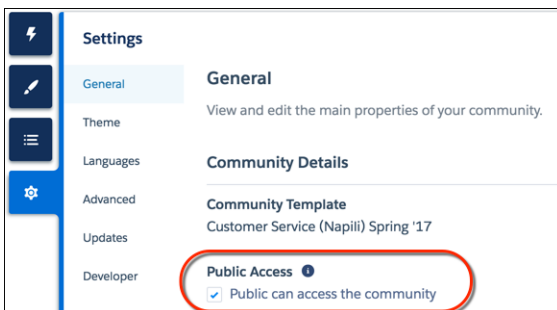 Settings
General
Theme
Languages
Advanced
Updates
Developer
General
View and edit the main properties of your community.
Community Details
Community Template
Customer Service (Napili) Spring '17
Public Access
Public can access the community